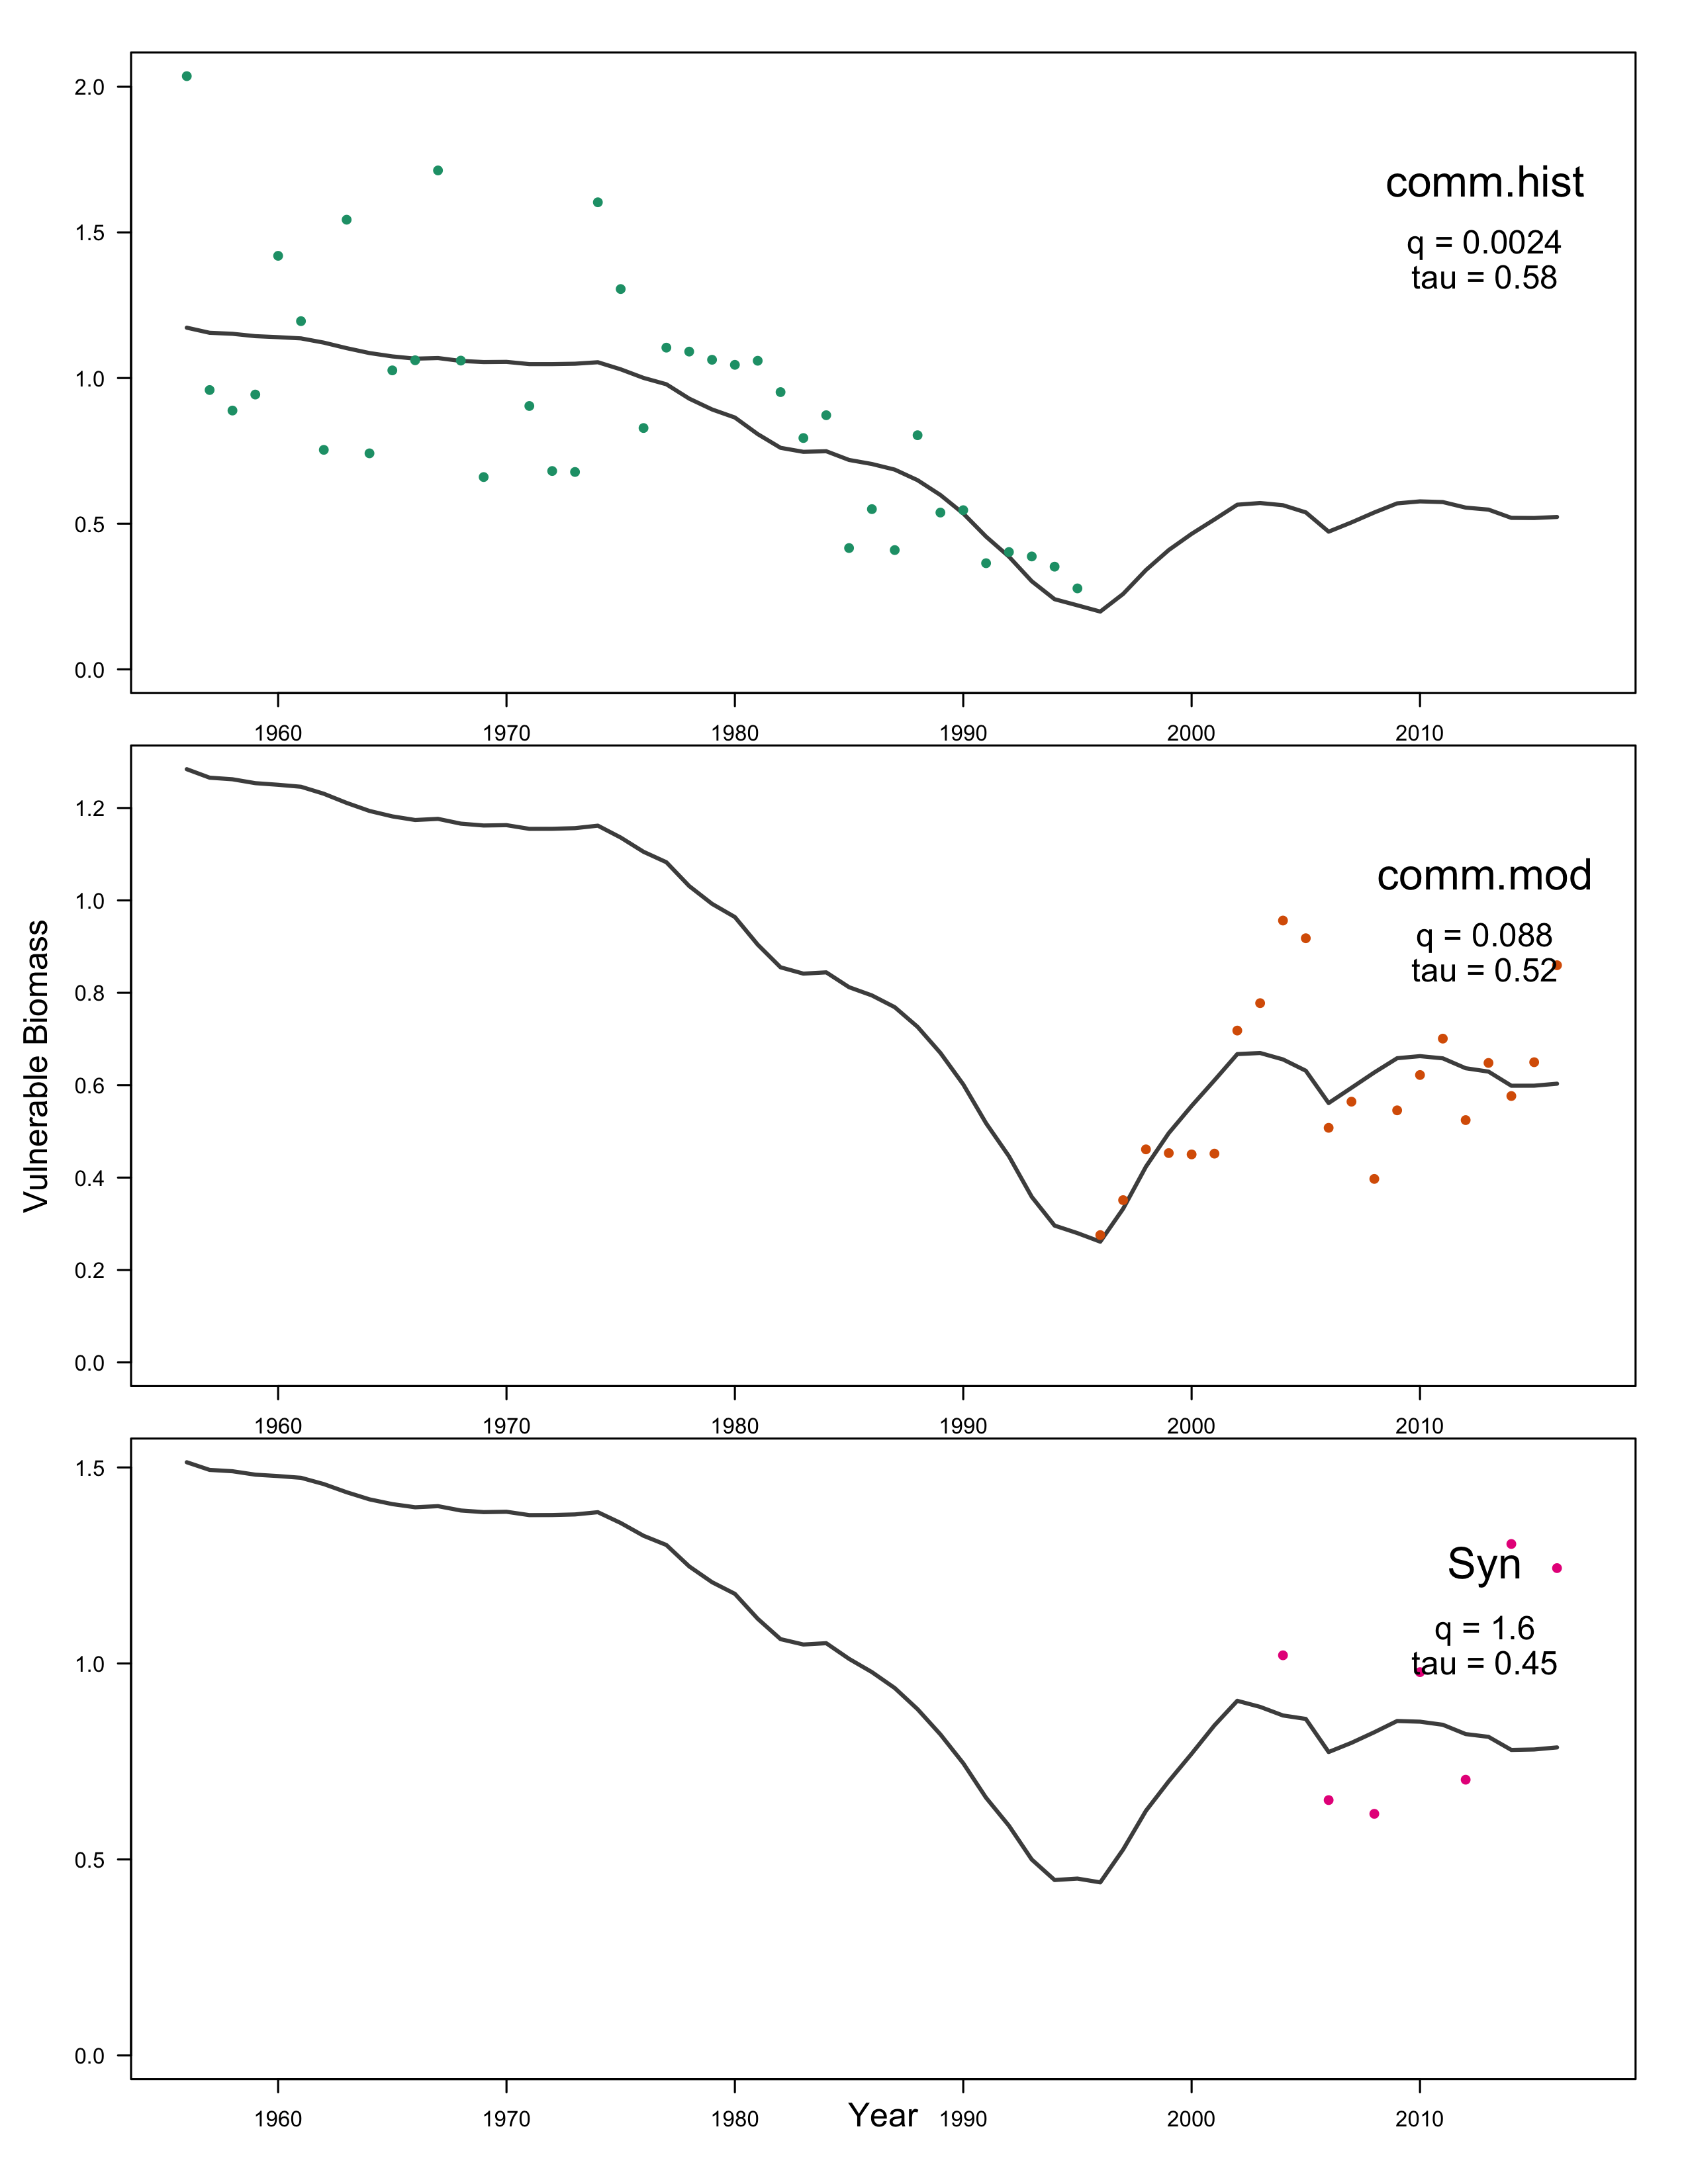 2.0
1.5
1.0
0.5
0.0
comm.hist
q = 0.0024
tau = 0.58
1960 1970 1980 1990 2000 2010
Vulnerable Biomass
1.2
1.0
0.8
0.6
0.4
0.2
0.0
comm.mod
q = 0.088
tau = 0.52
1960 1970 1980 1990 2000 2010
1.5
1.0
0.5
0.0
Syn
q = 1.6
tau = 0.45
1960 1970 1980 1990 2000 2010
Year